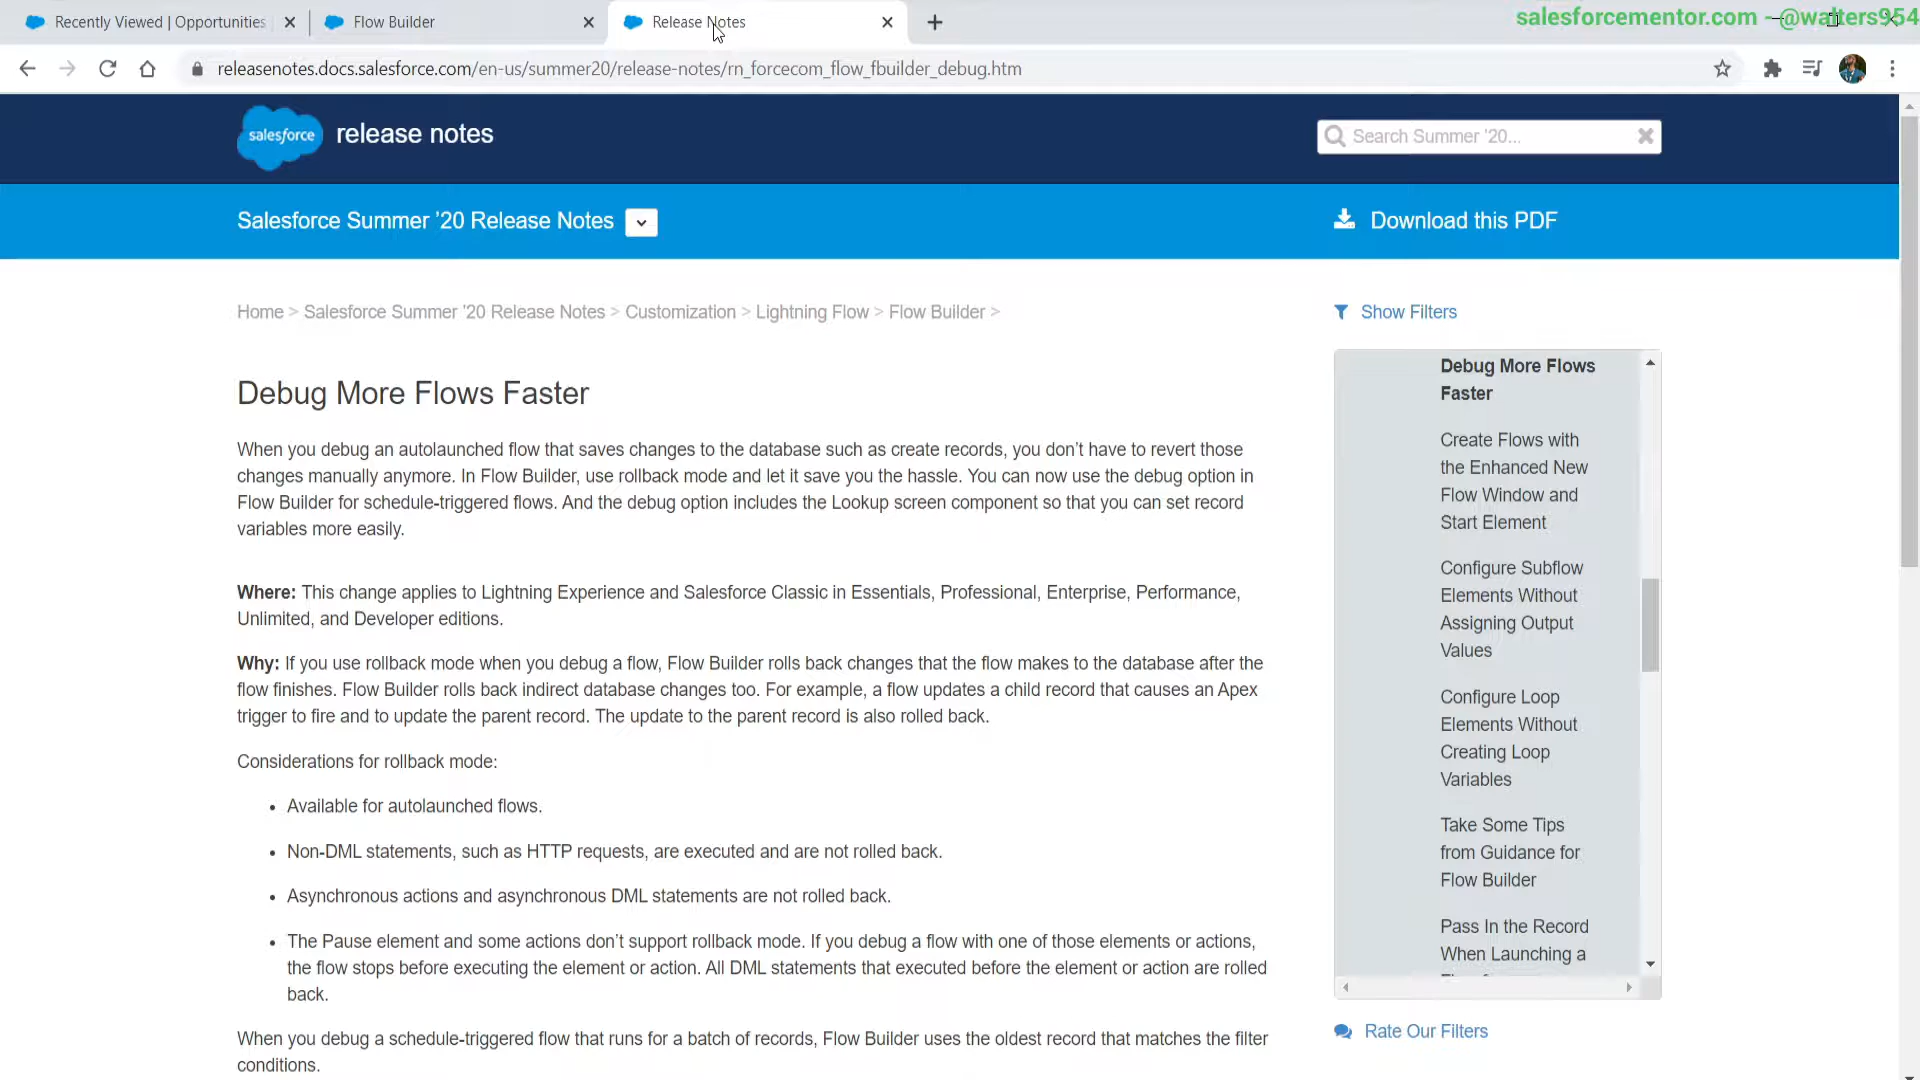 Recently Viewed | Opportunities
Flow Builder
Release Notes
salesforcementor.com - @walters954
releasenotes.docs.salesforce.com/en-us/summer20/release-notes/rn_forcecom_flow_fbuilder_debug.htm
salesforce
release notes
Search Summer '20...
Salesforce Summer ’20 Release Notes
Download this PDF
Home > Salesforce Summer ’20 Release Notes > Customization > Lightning Flow > Flow Builder >
Show Filters
Debug More Flows Faster
When you debug an autolaunched flow that saves changes to the database such as create records, you don’t have to revert those
changes manually anymore. In Flow Builder, use rollback mode and let it save you the hassle. You can now use the debug option in
Flow Builder for schedule-triggered flows. And the debug option includes the Lookup screen component so that you can set record
variables more easily.
Where: This change applies to Lightning Experience and Salesforce Classic in Essentials, Professional, Enterprise, Performance,
Unlimited, and Developer editions.
Why: If you use rollback mode when you debug a flow, Flow Builder rolls back changes that the flow makes to the database after the
flow finishes. Flow Builder rolls back indirect database changes too. For example, a flow updates a child record that causes an Apex
trigger to fire and to update the parent record. The update to the parent record is also rolled back.
Considerations for rollback mode:
• Available for autolaunched flows.
• Non-DML statements, such as HTTP requests, are executed and are not rolled back.
• Asynchronous actions and asynchronous DML statements are not rolled back.
• The Pause element and some actions don’t support rollback mode. If you debug a flow with one of those elements or actions,
the flow stops before executing the element or action. All DML statements that executed before the element or action are rolled
back.
When you debug a schedule-triggered flow that runs for a batch of records, Flow Builder uses the oldest record that matches the filter
conditions.
Debug More Flows
Faster
Create Flows with
the Enhanced New
Flow Window and
Start Element
Configure Subflow
Elements Without
Assigning Output
Values
Configure Loop
Elements Without
Creating Loop
Variables
Take Some Tips
from Guidance for
Flow Builder
Pass In the Record
When Launching a
Rate Our Filters